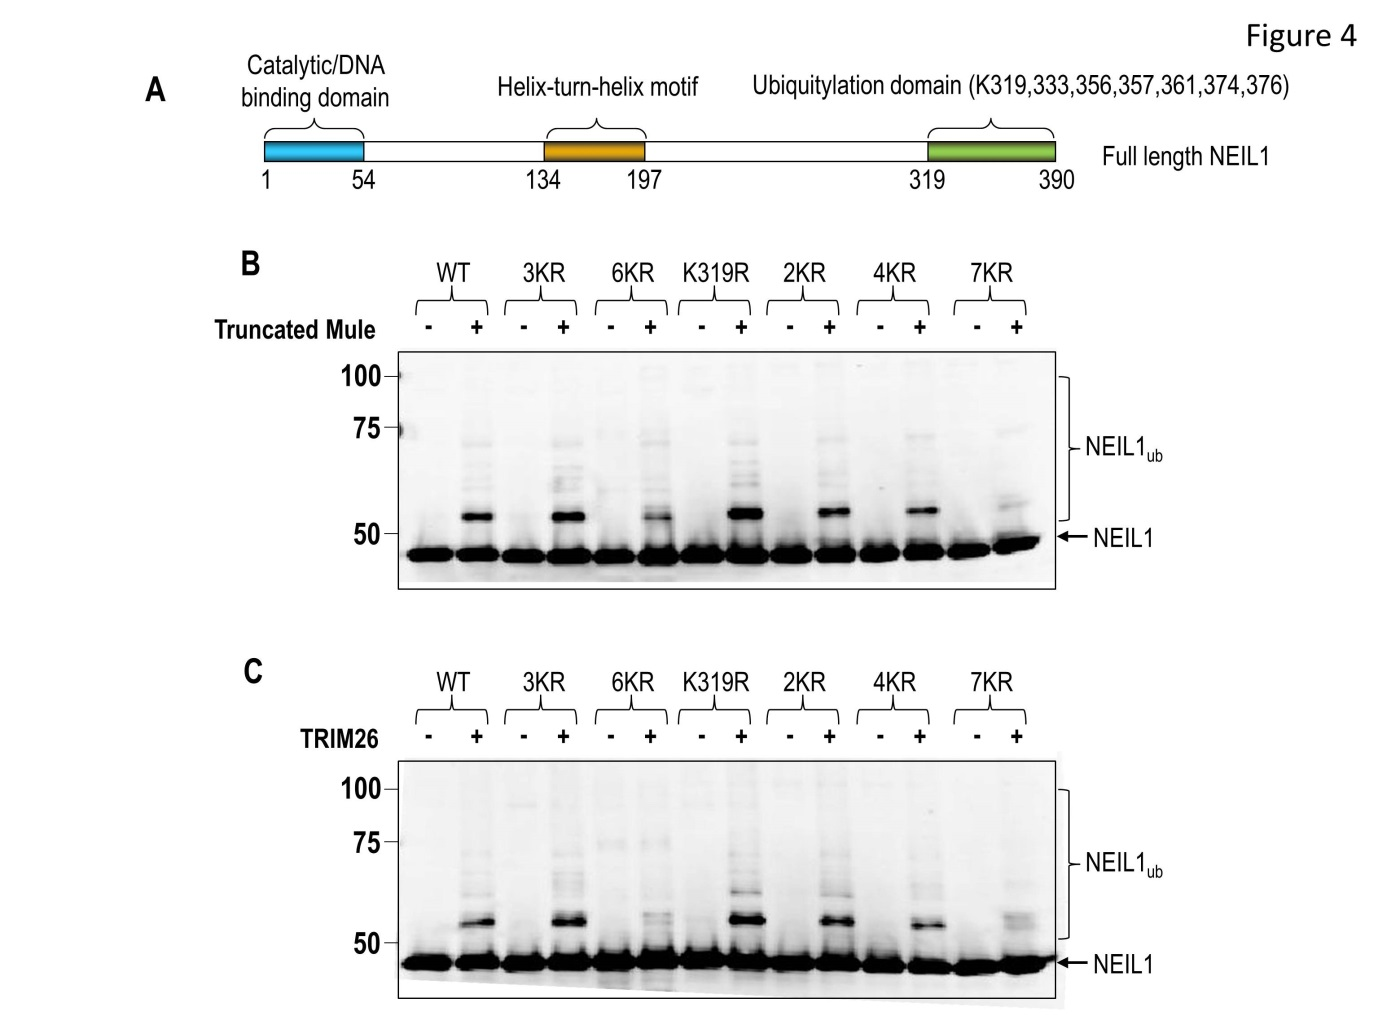 Figure 4
A
Catalytic/DNA
binding domain
Helix-turn-helix motif
Ubiquitylation domain (K319,333,356,357,361,374,376)
Full length NEIL1
1 54 134 197 319 390
B
WT 3KR 6KR K319R 2KR 4KR 7KR
Truncated Mule - + - + - + - + - + - + - +
100
75
NEIL1ub
50
NEIL1
C
WT 3KR 6KR K319R 2KR 4KR 7KR
TRIM26 - + - + - + - + - + - + - +
100
75
NEIL1ub
50
NEIL1